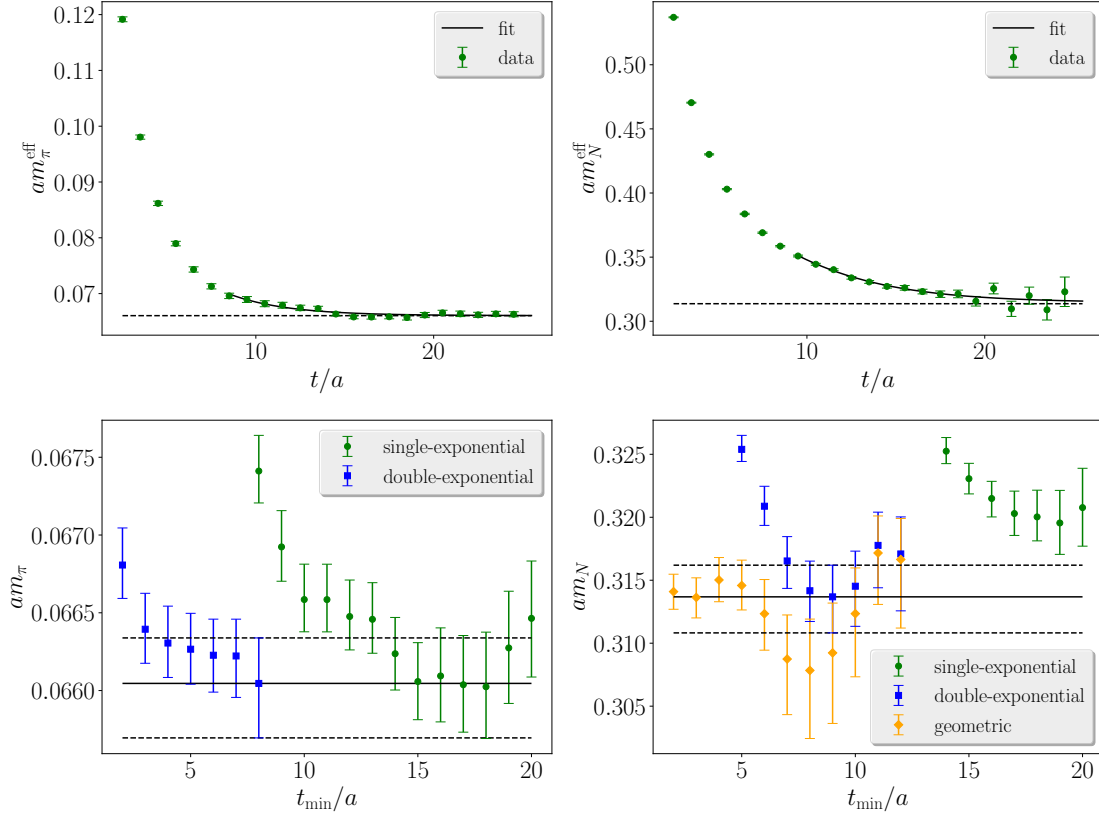 0.12
0.11
0.10
0.09
0.08
0.07
am_π^eff
10
20
t/a
fit
data
0.50
0.45
0.40
0.35
0.30
am_N^eff
10
20
t/a
fit
data
0.0675
0.0670
0.0665
0.0660
am_π
5
10
15
20
t_min/a
single-exponential
double-exponential
0.325
0.320
0.315
0.310
0.305
am_N
5
10
15
20
t_min/a
single-exponential
double-exponential
geometric